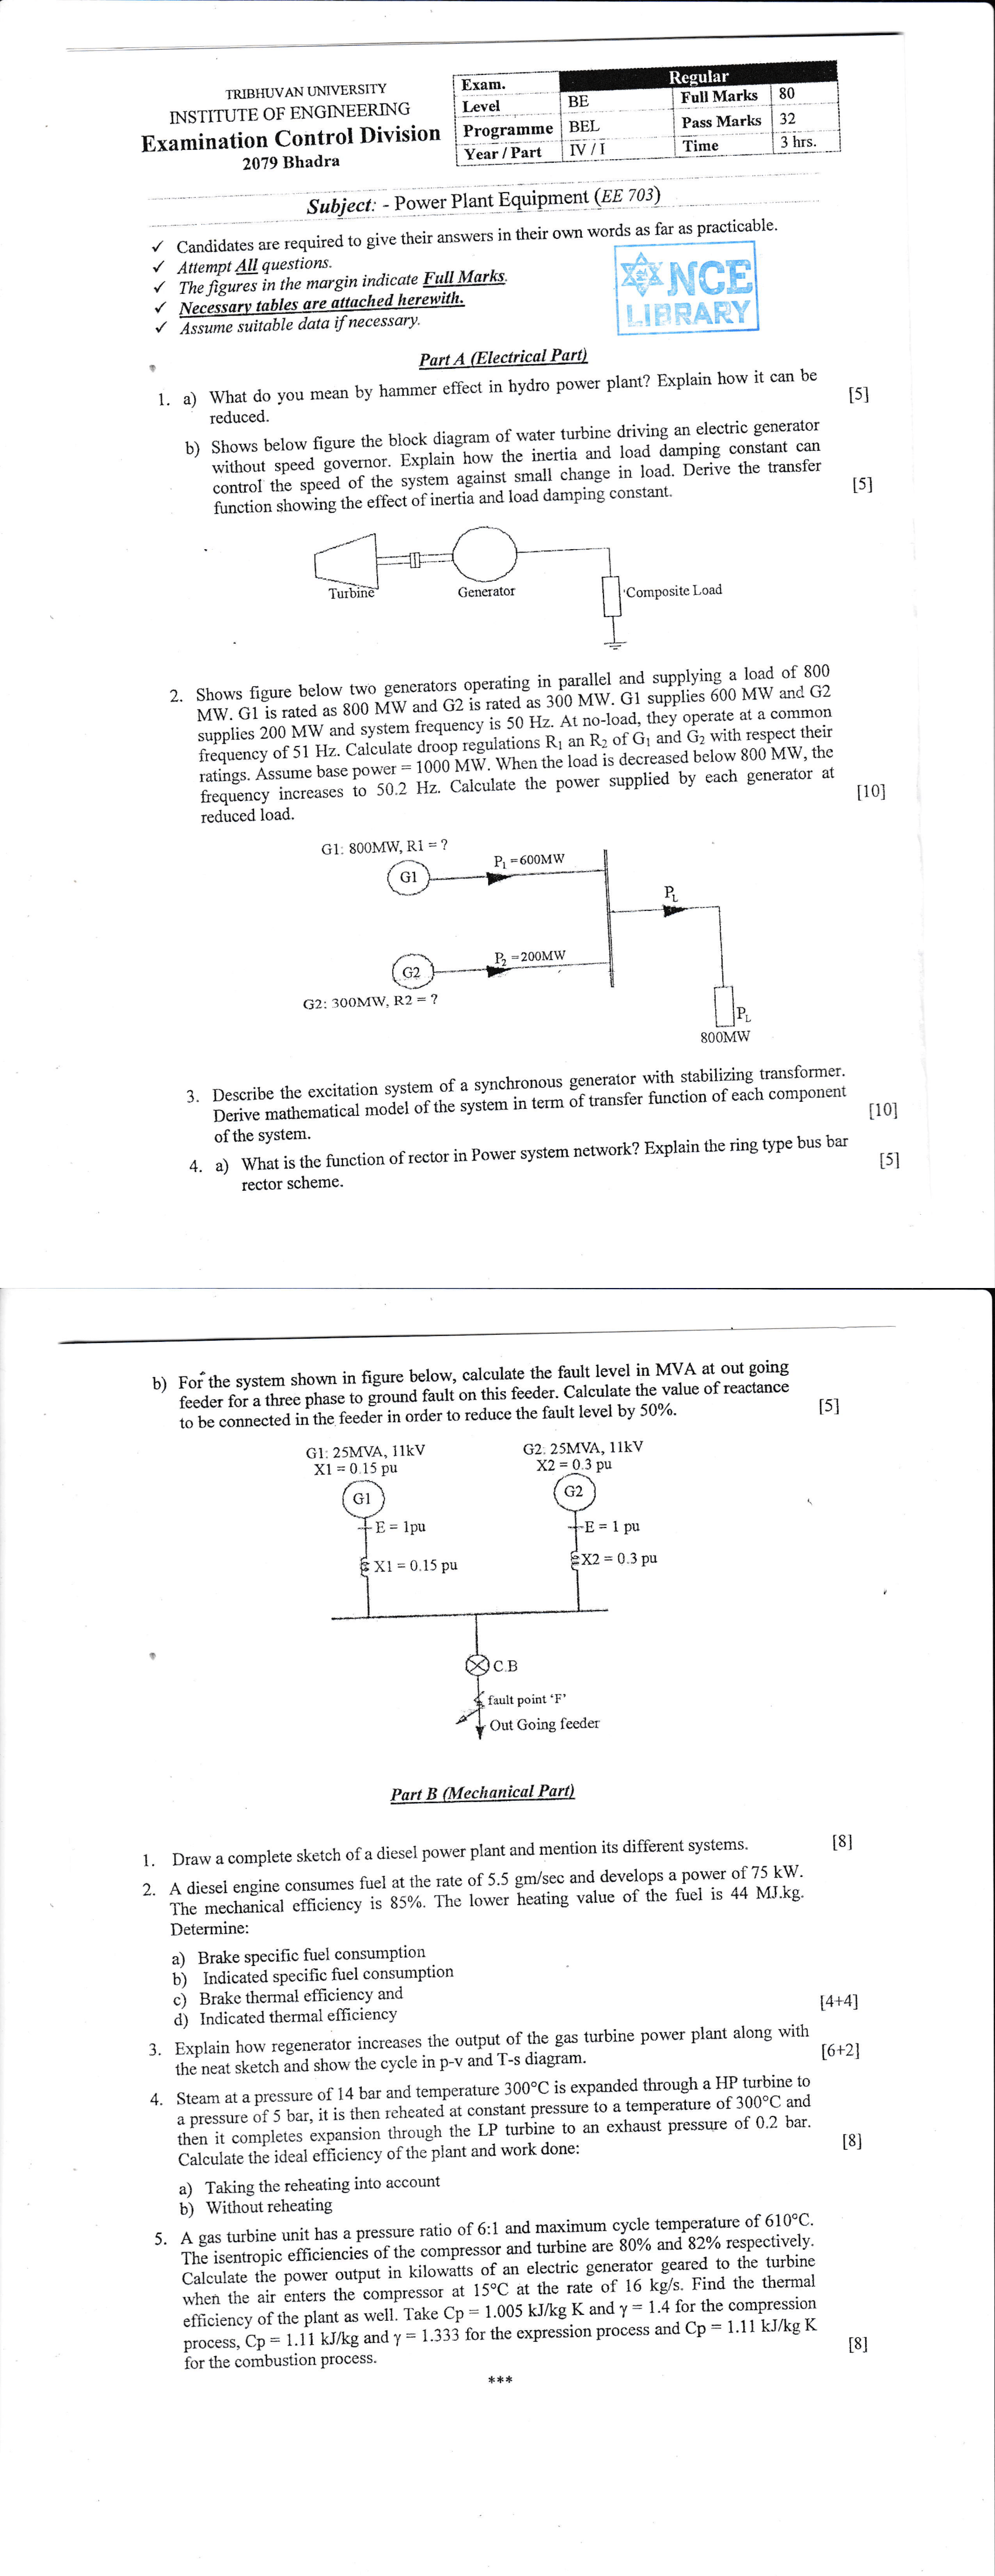 TRIBHUVAN UNIVERSITY
INSTITUTE OF ENGINEERING
Examination Control Division
2079 Bhadra
Exam. Regular
Level BE Full Marks 80
Programme BEL Pass Marks 32
Year / Part IV / I Time 3 hrs.
Subject: - Power Plant Equipment (EE 703)
✓ Candidates are required to give their answers in their own words as far as practicable.
✓ Attempt All questions.
✓ The figures in the margin indicate Full Marks.
✓ Necessary tables are attached herewith.
✓ Assume suitable data if necessary.
NCE
LIBRARY
Part A (Electrical Part)
1. a) What do you mean by hammer effect in hydro power plant? Explain how it can be
reduced. [5]
b) Shows below figure the block diagram of water turbine driving an electric generator
without speed governor. Explain how the inertia and load damping constant can
control the speed of the system against small change in load. Derive the transfer
function showing the effect of inertia and load damping constant. [5]
Turbine
Generator
Composite Load
2. Shows figure below two generators operating in parallel and supplying a load of 800
MW. G1 is rated as 800 MW and G2 is rated as 300 MW. G1 supplies 600 MW and G2
supplies 200 MW and system frequency is 50 Hz. At no-load, they operate at a common
frequency of 51 Hz. Calculate droop regulations R₁ an R₂ of G₁ and G₂ with respect their
ratings. Assume base power = 1000 MW. When the load is decreased below 800 MW, the
frequency increases to 50.2 Hz. Calculate the power supplied by each generator at
reduced load. [10]
G1: 800MW, R1 = ?
G1
P₁ =600MW
P_L
G2
P₂ =200MW
G2: 300MW, R2 = ?
P_L
800MW
3. Describe the excitation system of a synchronous generator with stabilizing transformer.
Derive mathematical model of the system in term of transfer function of each component
of the system. [10]
4. a) What is the function of rector in Power system network? Explain the ring type bus bar
rector scheme. [5]
b) For the system shown in figure below, calculate the fault level in MVA at out going
feeder for a three phase to ground fault on this feeder. Calculate the value of reactance
to be connected in the feeder in order to reduce the fault level by 50%. [5]
G1: 25MVA, 11kV
X1 = 0.15 pu
G2: 25MVA, 11kV
X2 = 0.3 pu
G1
G2
E = 1pu
E = 1 pu
X1 = 0.15 pu
X2 = 0.3 pu
C.B
fault point 'F'
Out Going feeder
Part B (Mechanical Part)
1. Draw a complete sketch of a diesel power plant and mention its different systems. [8]
2. A diesel engine consumes fuel at the rate of 5.5 gm/sec and develops a power of 75 kW.
The mechanical efficiency is 85%. The lower heating value of the fuel is 44 MJ.kg.
Determine:
a) Brake specific fuel consumption
b) Indicated specific fuel consumption
c) Brake thermal efficiency and
d) Indicated thermal efficiency [4+4]
3. Explain how regenerator increases the output of the gas turbine power plant along with
the neat sketch and show the cycle in p-v and T-s diagram. [6+2]
4. Steam at a pressure of 14 bar and temperature 300°C is expanded through a HP turbine to
a pressure of 5 bar, it is then reheated at constant pressure to a temperature of 300°C and
then it completes expansion through the LP turbine to an exhaust pressure of 0.2 bar.
Calculate the ideal efficiency of the plant and work done: [8]
a) Taking the reheating into account
b) Without reheating
5. A gas turbine unit has a pressure ratio of 6:1 and maximum cycle temperature of 610°C.
The isentropic efficiencies of the compressor and turbine are 80% and 82% respectively.
Calculate the power output in kilowatts of an electric generator geared to the turbine
when the air enters the compressor at 15°C at the rate of 16 kg/s. Find the thermal
efficiency of the plant as well. Take Cp = 1.005 kJ/kg K and γ = 1.4 for the compression
process, Cp = 1.11 kJ/kg and γ = 1.333 for the expression process and Cp = 1.11 kJ/kg K
for the combustion process. [8]
***